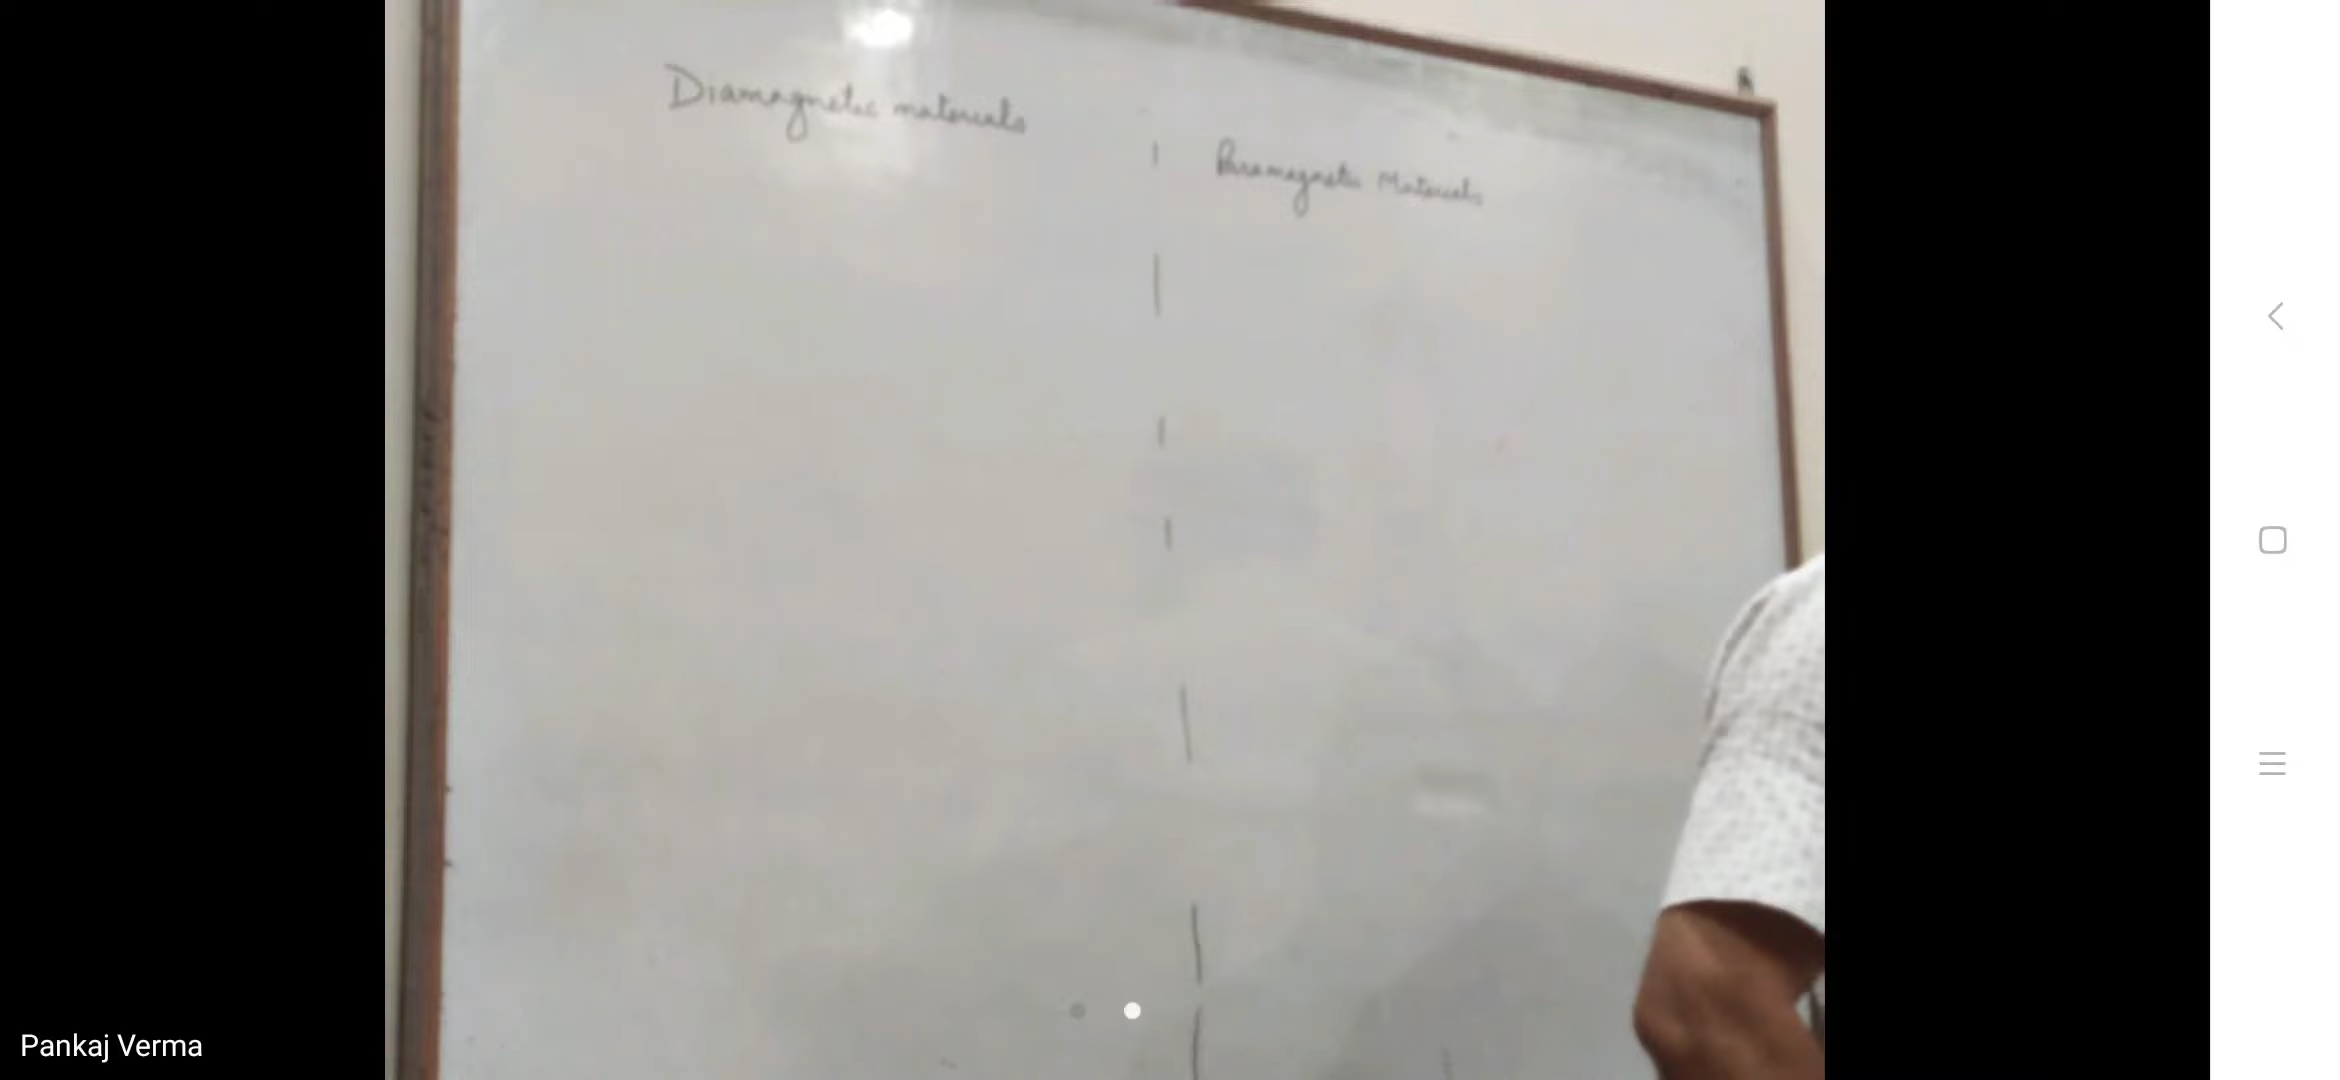 Diamagnetic materials
Paramagnetic Materials
Pankaj Verma